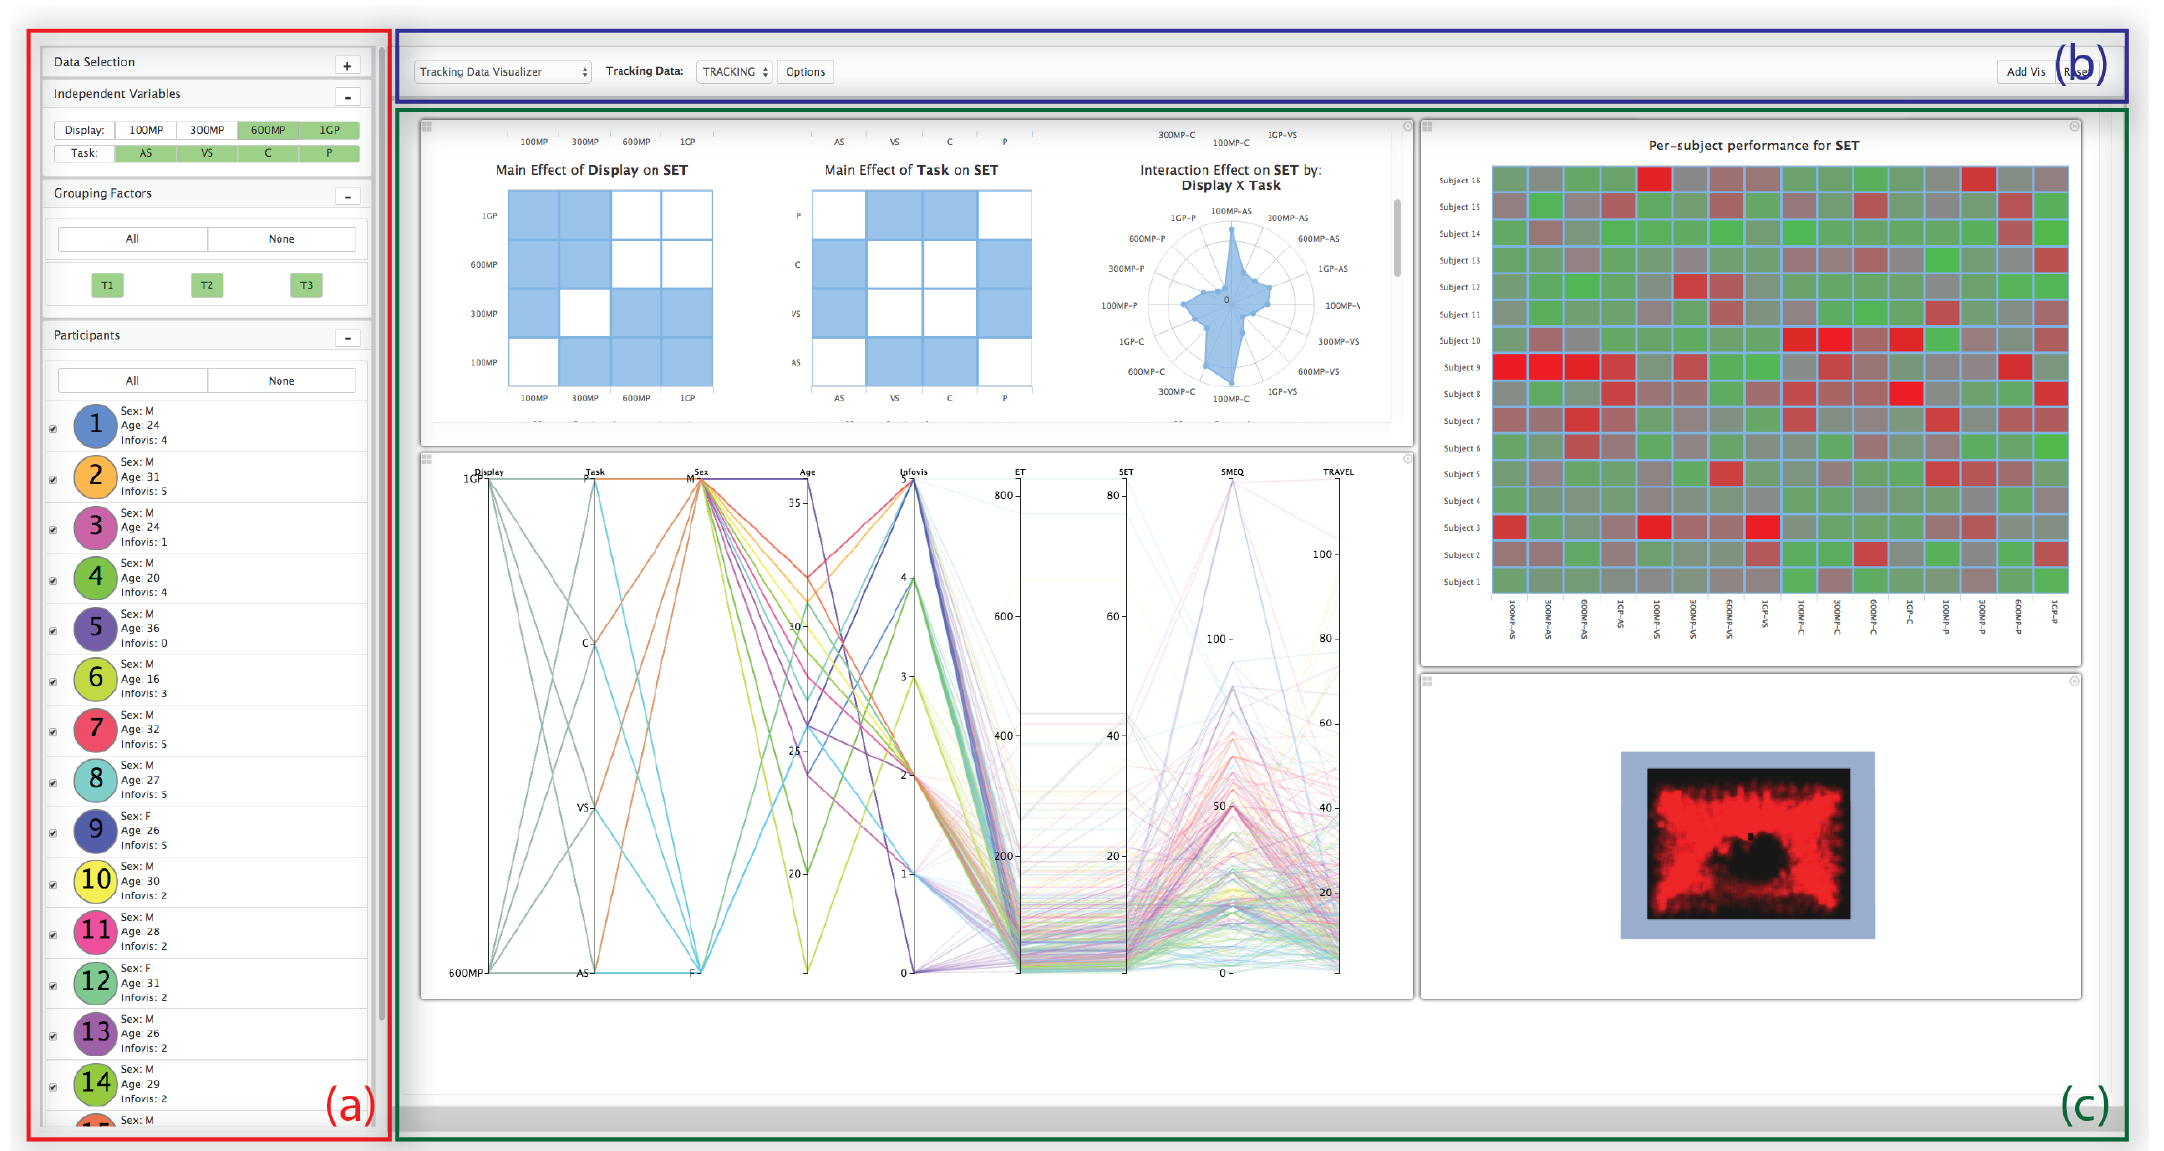 Data Selection
+
Independent Variables
-
Display: 100MP 300MP 600MP 1GP
Task: AS VS C P
Grouping Factors
-
All None
T1 T2 T3
Participants
-
All None
1
Sex: M
Age: 24
Infovis: 4
2
Sex: M
Age: 31
Infovis: 5
3
Sex: M
Age: 24
Infovis: 1
4
Sex: M
Age: 20
Infovis: 4
5
Sex: M
Age: 36
Infovis: 0
6
Sex: M
Age: 16
Infovis: 3
7
Sex: M
Age: 32
Infovis: 5
8
Sex: M
Age: 27
Infovis: 5
9
Sex: F
Age: 26
Infovis: 5
10
Sex: M
Age: 30
Infovis: 2
11
Sex: M
Age: 28
Infovis: 2
12
Sex: F
Age: 31
Infovis: 2
13
Sex: M
Age: 26
Infovis: 2
14
Sex: M
Age: 29
Infovis: 2
Sex: M
(a)
Tracking Data Visualizer Tracking Data: TRACKING Options
Add Vis
(b)
100MP 300MP 600MP 1GP
Main Effect of Display on SET
1GP
600MP
300MP
100MP
100MP 300MP 600MP 1GP
AS VS C P
Main Effect of Task on SET
P
C
VS
AS
AS VS C P
300MP-C 1GP-VS
100MP-C
Interaction Effect on SET by:
Display X Task
100MP-AS
1GP-P 300MP-AS
600MP-P 600MP-AS
300MP-P 1GP-AS
0
100MP-P 100MP-\
1GP-C 300MP-VS
600MP-C 600MP-VS
300MP-C 1GP-VS
100MP-C
Per-subject performance for SET
Subject 16
Subject 15
Subject 14
Subject 13
Subject 12
Subject 11
Subject 10
Subject 9
Subject 8
Subject 7
Subject 6
Subject 5
Subject 4
Subject 3
Subject 2
Subject 1
100MP-AS 300MP-AS 600MP-AS 1GP-AS 100MP-VS 300MP-VS 600MP-VS 1GP-VS 100MP-C 300MP-C 600MP-C 1GP-C 100MP-P 300MP-P 600MP-P 1GP-P
Display Task Sex Age Infovis ET SET SMEQ TRAVEL
1GP
600MP
P
C
VS
AS
M
F
35
30
25
20
5
4
3
2
1
0
800
600
400
200
80
60
40
20
100
50
0
100
80
60
40
20
(c)